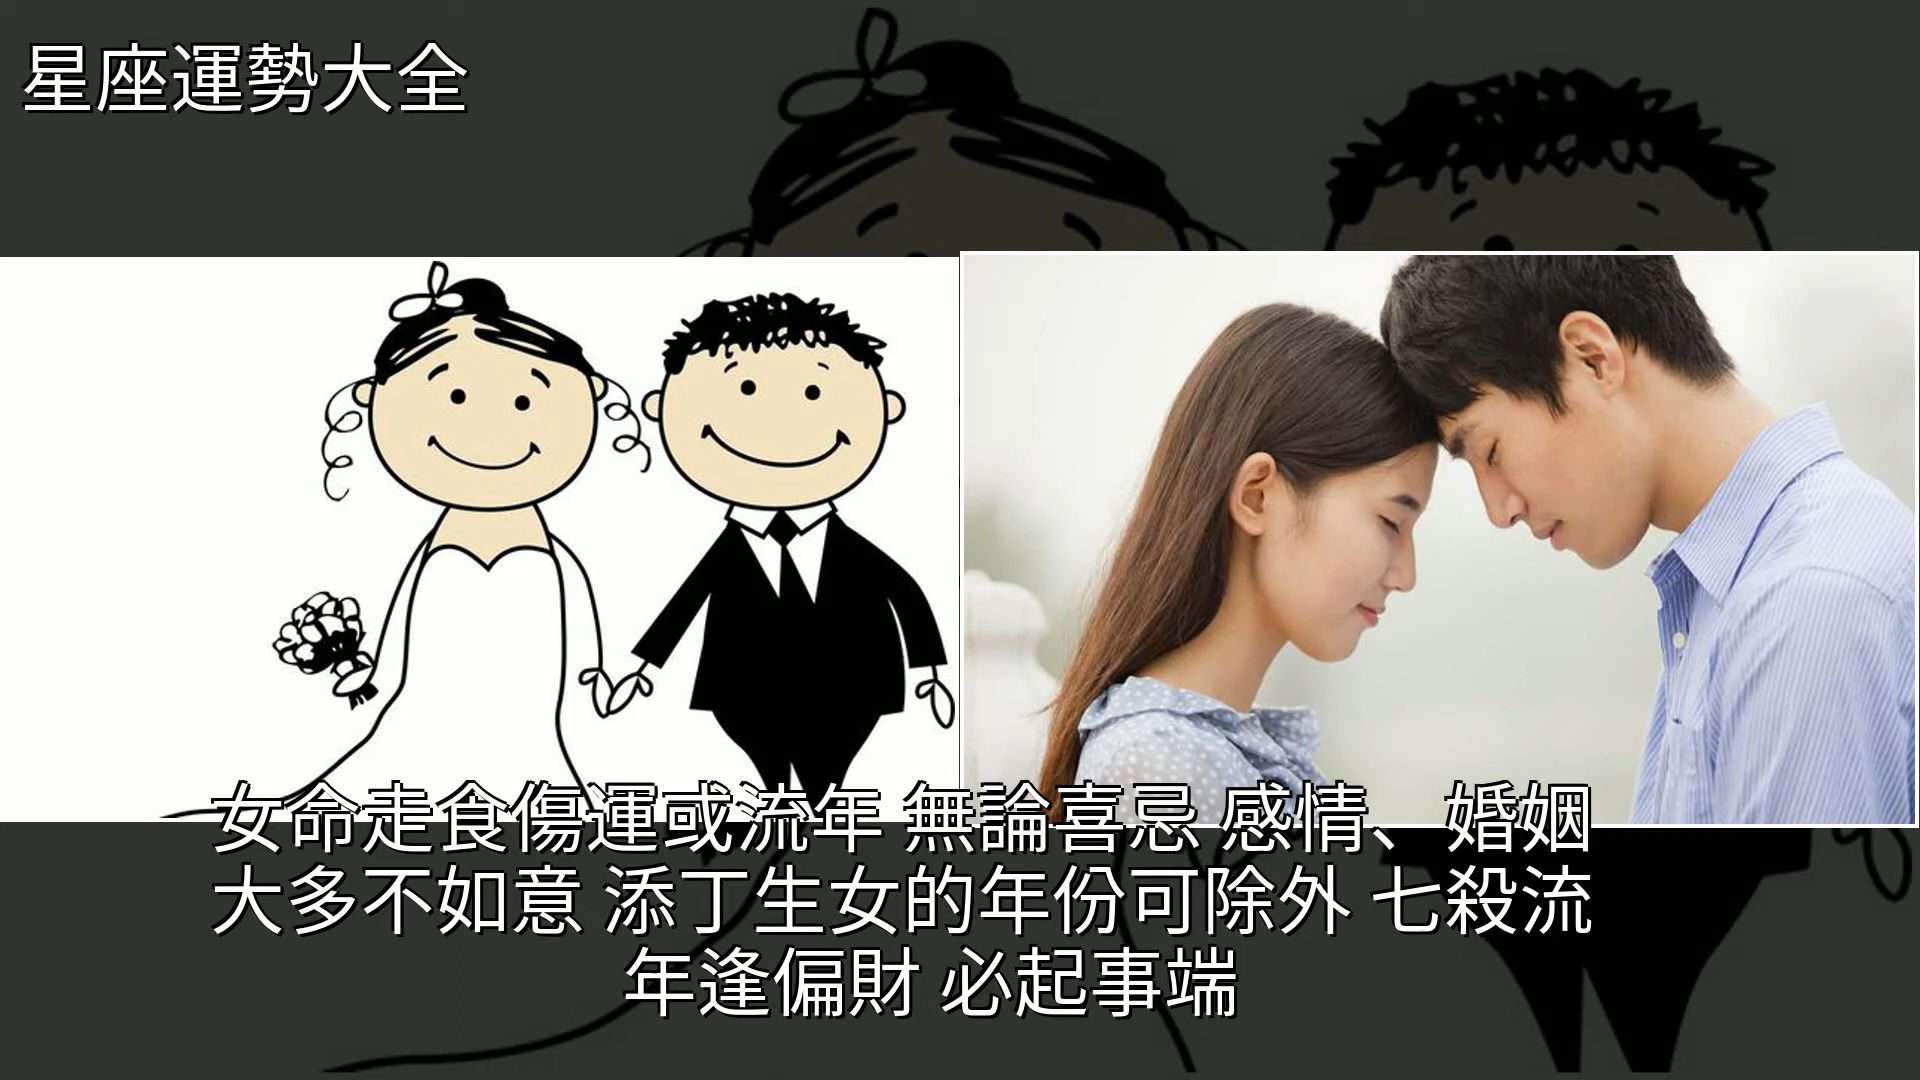 星座運勢大全
女命走食傷運或流年 無論喜忌 感情、婚姻
大多不如意 添丁生女的年份可除外 七殺流
年逢偏財 必起事端